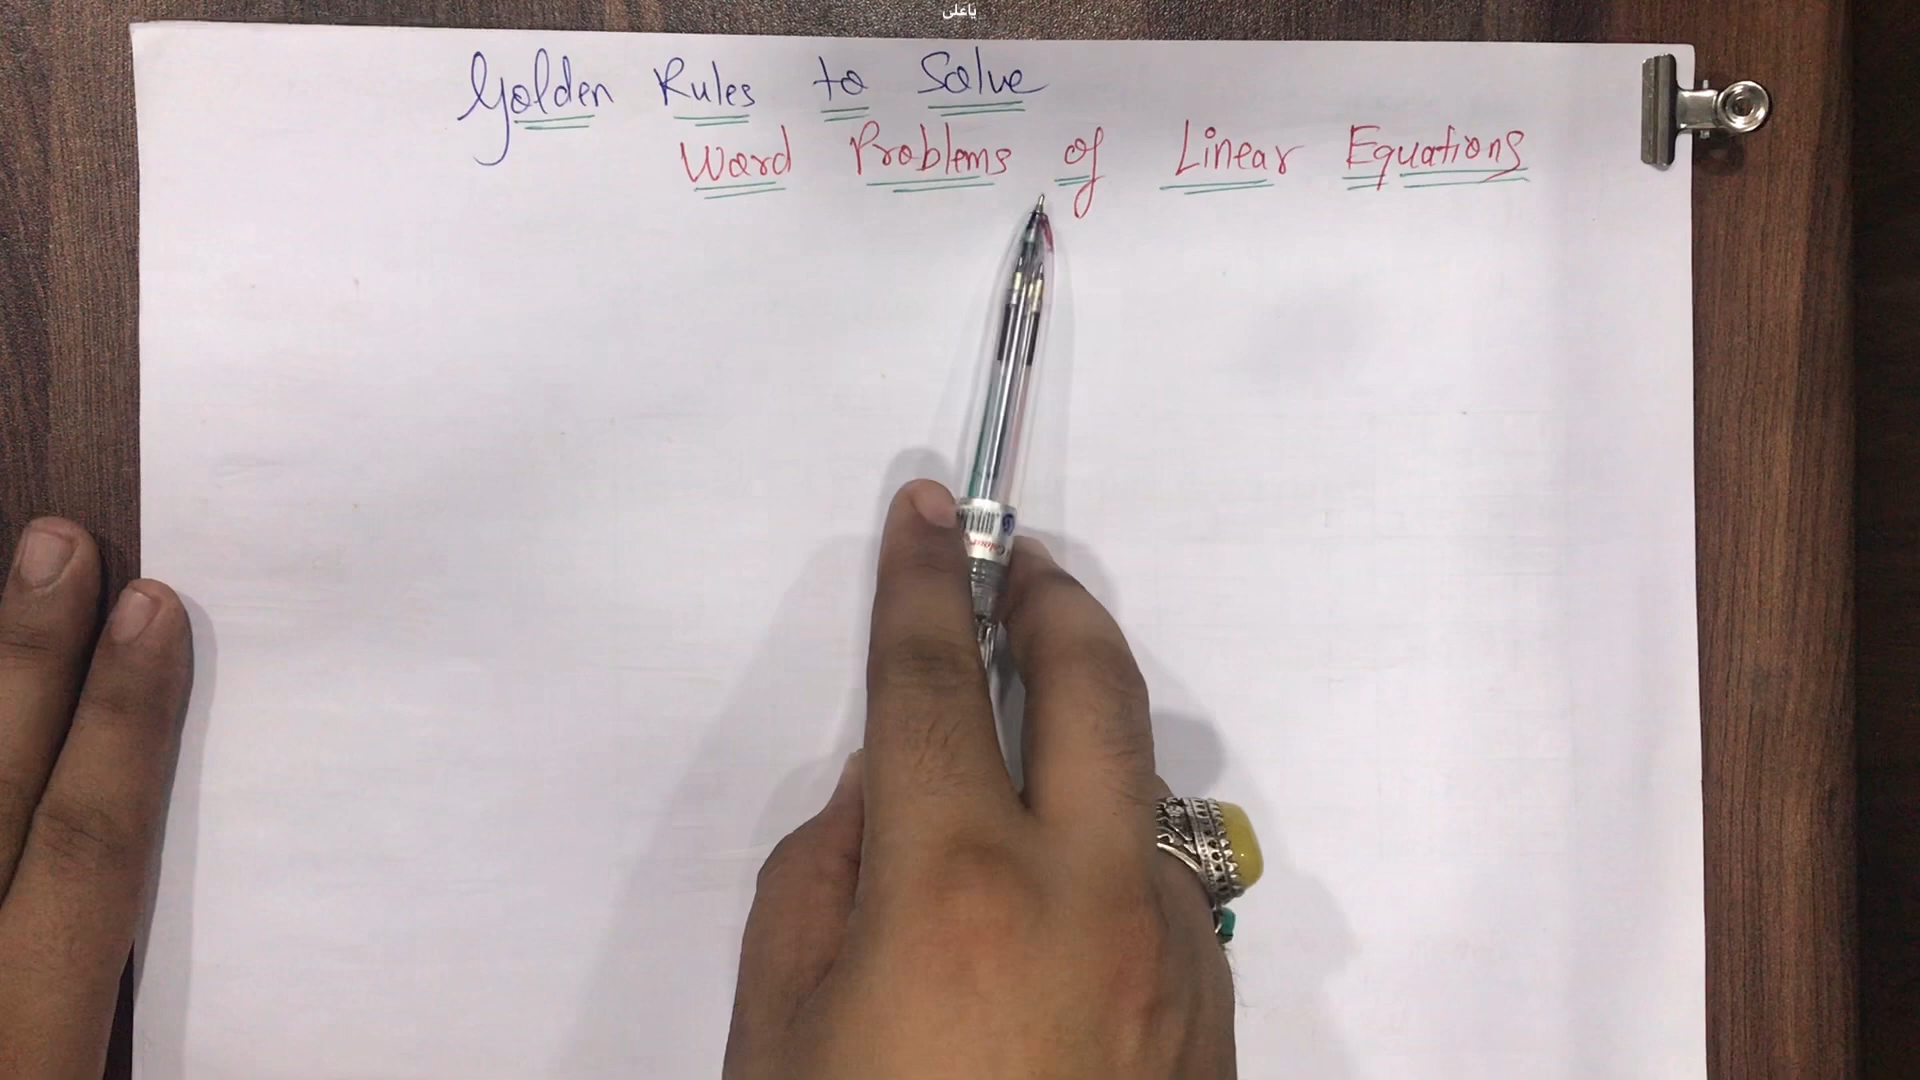 یاعلی
Golden Rules to Solve
Word Problems of Linear Equations